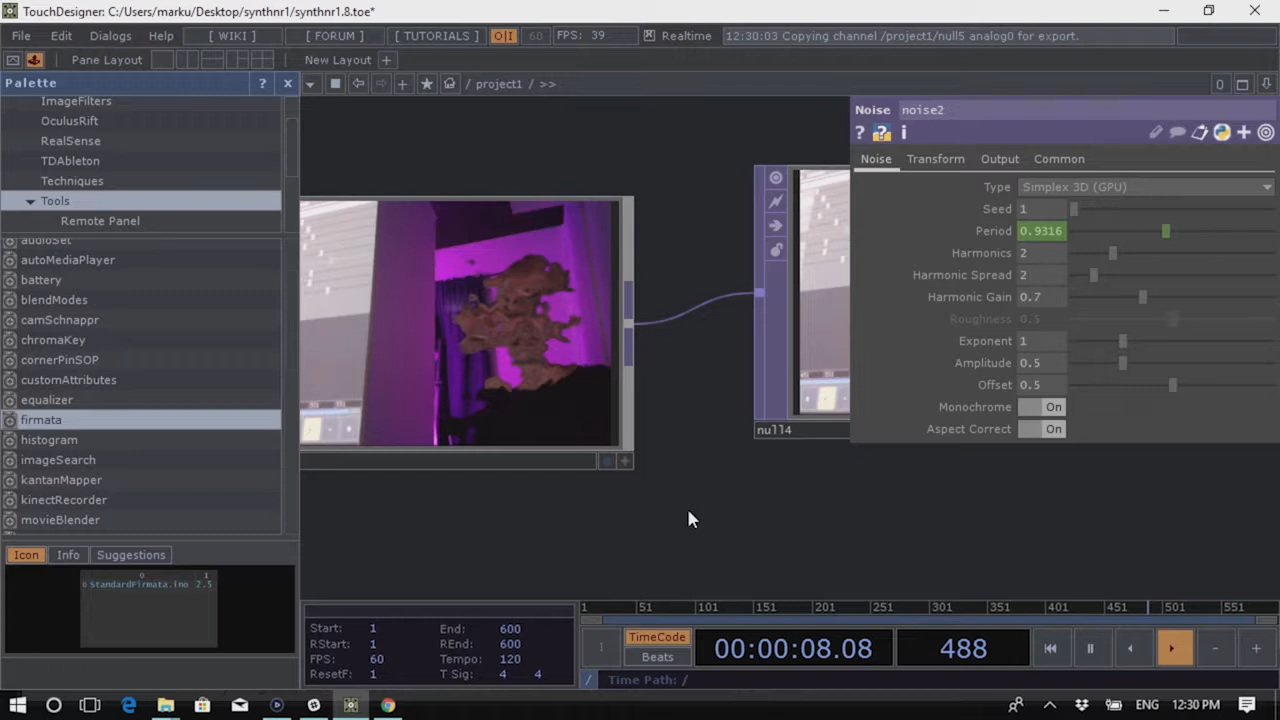 TouchDesigner: C:/Users/marku/Desktop/synthnr1/synthnr1.8.toe*
File Edit Dialogs Help [ WIKI ] [ FORUM ] [ TUTORIALS ] O|I 60 FPS: 39 Realtime 12:30:03 Copying channel /project1/null5 analog0 for export.
Pane Layout New Layout +
Palette ? x
/ project1 / >> 0
ImageFilters
OculusRift
RealSense
TDAbleton
Techniques
Tools
Remote Panel
audioSet
autoMediaPlayer
battery
blendModes
camSchnappr
chromaKey
cornerPinSOP
customAttributes
equalizer
firmata
histogram
imageSearch
kantanMapper
kinectRecorder
movieBlender
Icon Info Suggestions
0 1
0 StandardFirmata.ino 2.5
null4
Noise noise2
? ? i
Noise Transform Output Common
Type Simplex 3D (GPU)
Seed 1
Period 0.9316
Harmonics 2
Harmonic Spread 2
Harmonic Gain 0.7
Roughness 0.5
Exponent 1
Amplitude 0.5
Offset 0.5
Monochrome On
Aspect Correct On
1 51 101 151 201 251 301 351 401 451 501 551
Start: 1 End: 600
RStart: 1 REnd: 600
FPS: 60 Tempo: 120
ResetF: 1 T Sig: 4 4
TimeCode
Beats
00:00:08.08 488
/ Time Path: /
ENG 12:30 PM